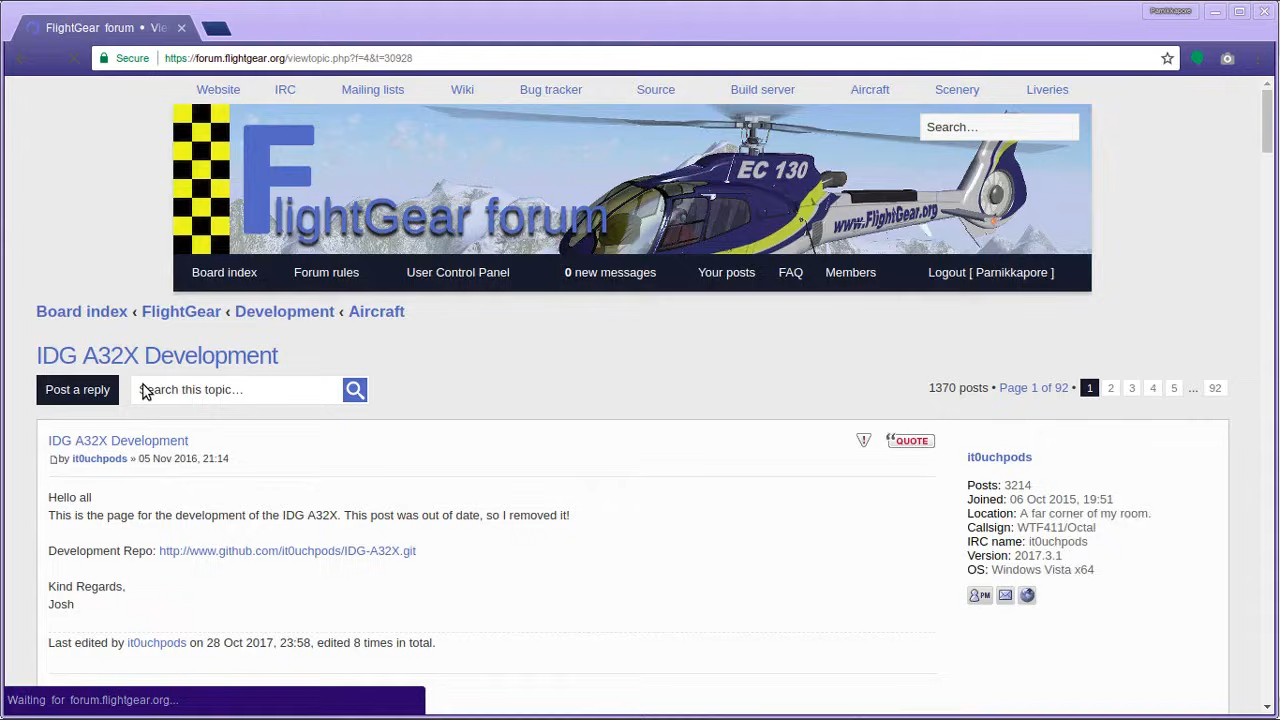 Parnikkapore
FlightGear forum • Vie
Secure https://forum.flightgear.org/viewtopic.php?f=4&t=30928
Website IRC Mailing lists Wiki Bug tracker Source Build server Aircraft Scenery Liveries
Search…
EC 130
www.FlightGear.org
FlightGear forum
Board index Forum rules User Control Panel 0 new messages Your posts FAQ Members Logout [ Parnikkapore ]
Board index ‹ FlightGear ‹ Development ‹ Aircraft
IDG A32X Development
Post a reply Search this topic… 1370 posts • Page 1 of 92 • 1 2 3 4 5 ... 92
IDG A32X Development
QUOTE
by it0uchpods » 05 Nov 2016, 21:14
Hello all
This is the page for the development of the IDG A32X. This post was out of date, so I removed it!
Development Repo: http://www.github.com/it0uchpods/IDG-A32X.git
Kind Regards,
Josh
Last edited by it0uchpods on 28 Oct 2017, 23:58, edited 8 times in total.
it0uchpods
Posts: 3214
Joined: 06 Oct 2015, 19:51
Location: A far corner of my room.
Callsign: WTF411/Octal
IRC name: it0uchpods
Version: 2017.3.1
OS: Windows Vista x64
PM
Waiting for forum.flightgear.org...